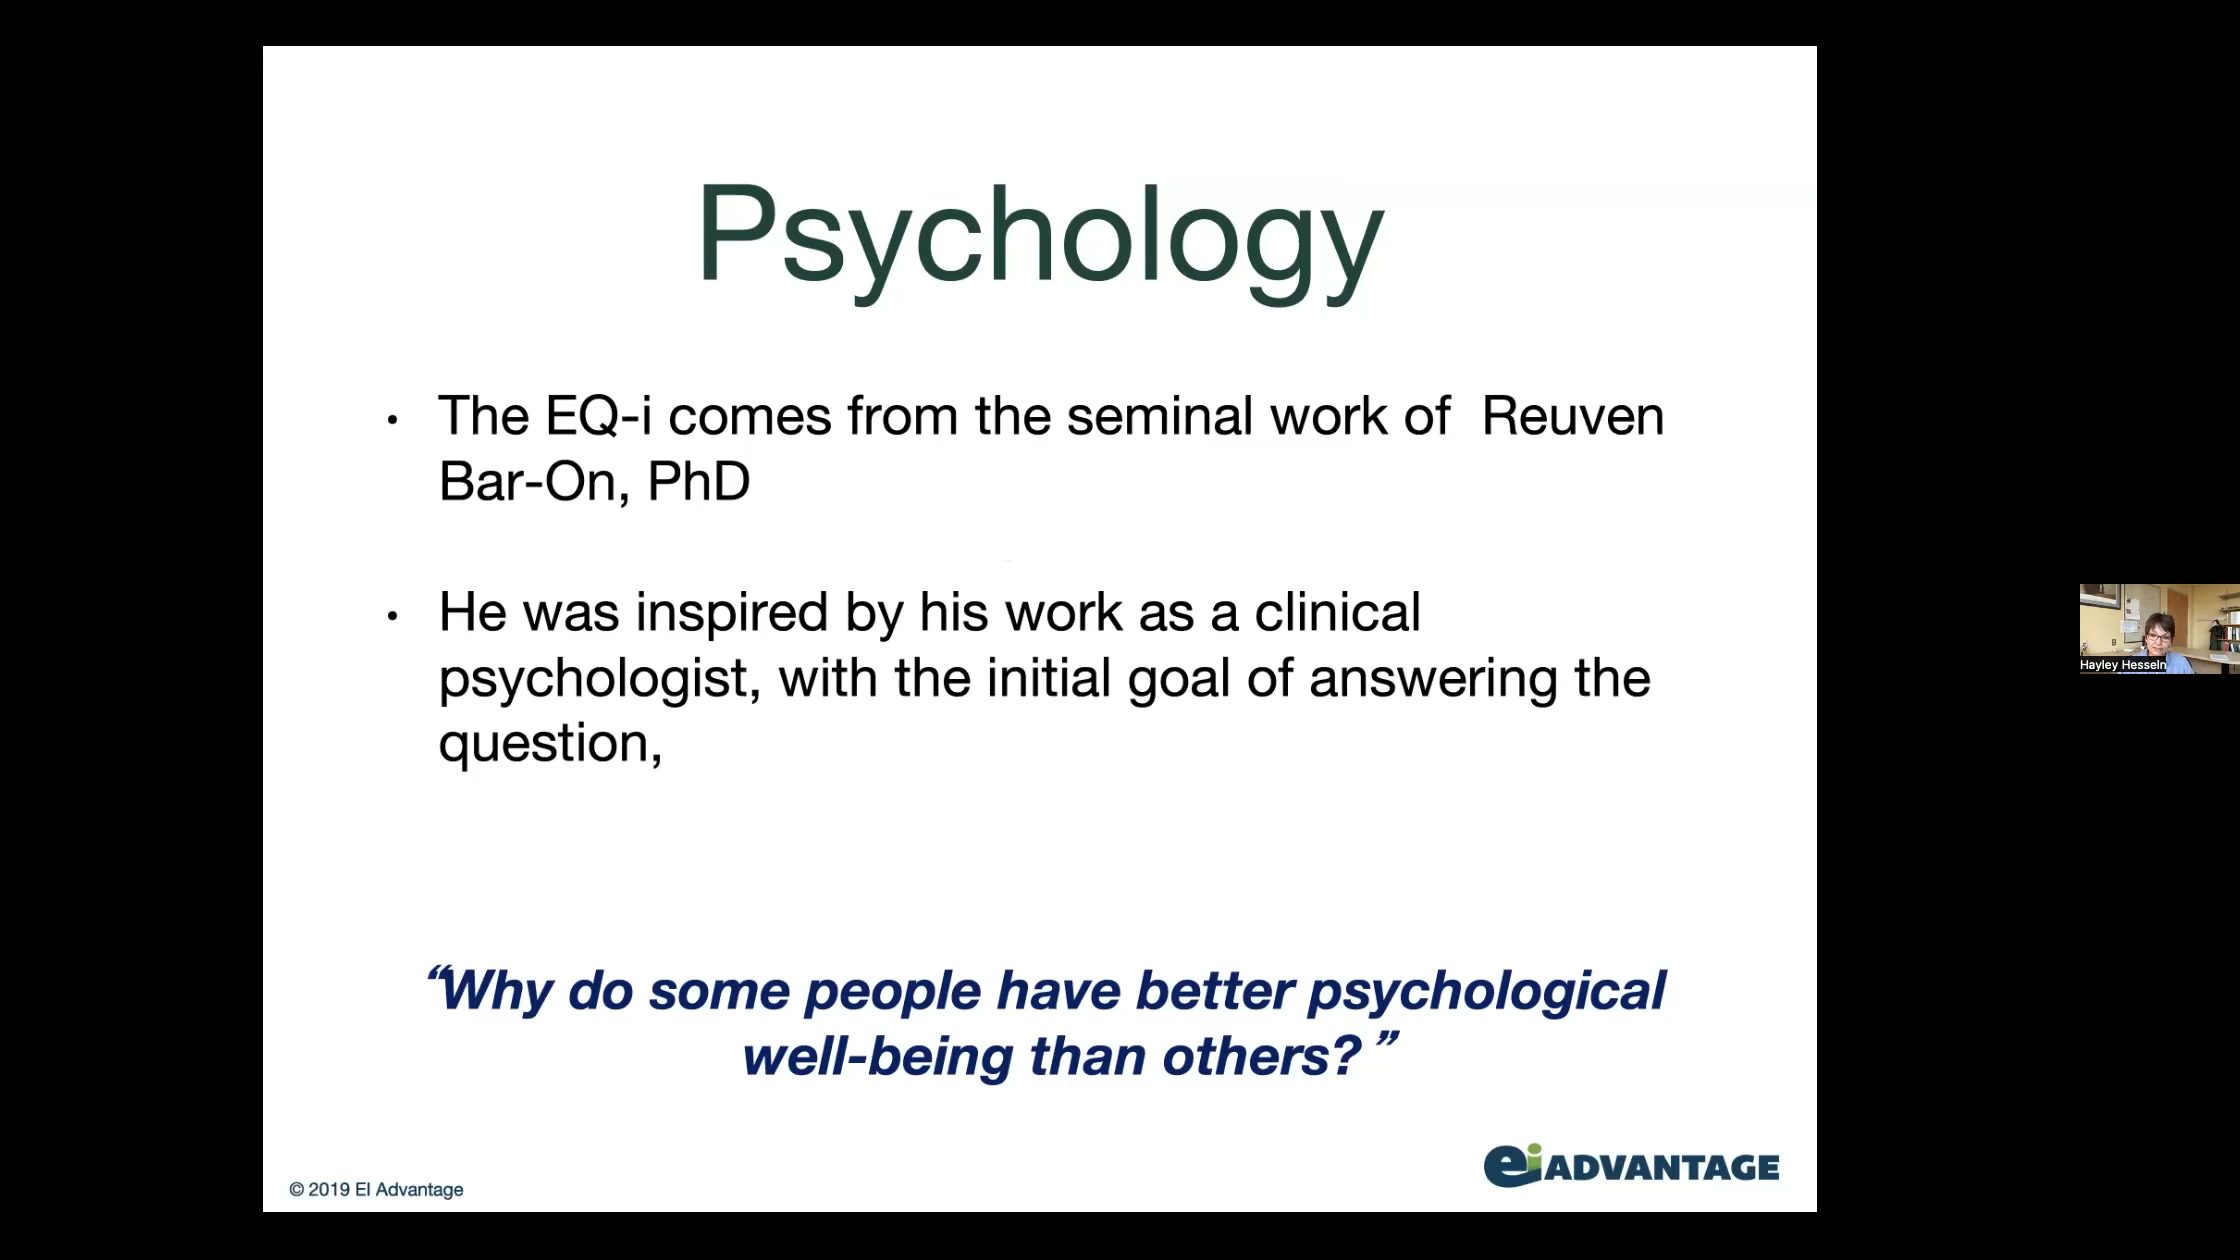 Psychology
• The EQ-i comes from the seminal work of  Reuven
Bar-On, PhD
• He was inspired by his work as a clinical
psychologist, with the initial goal of answering the
question,
“Why do some people have better psychological
well-being than others?”
© 2019 EI Advantage
ei ADVANTAGE
Hayley Hesseln